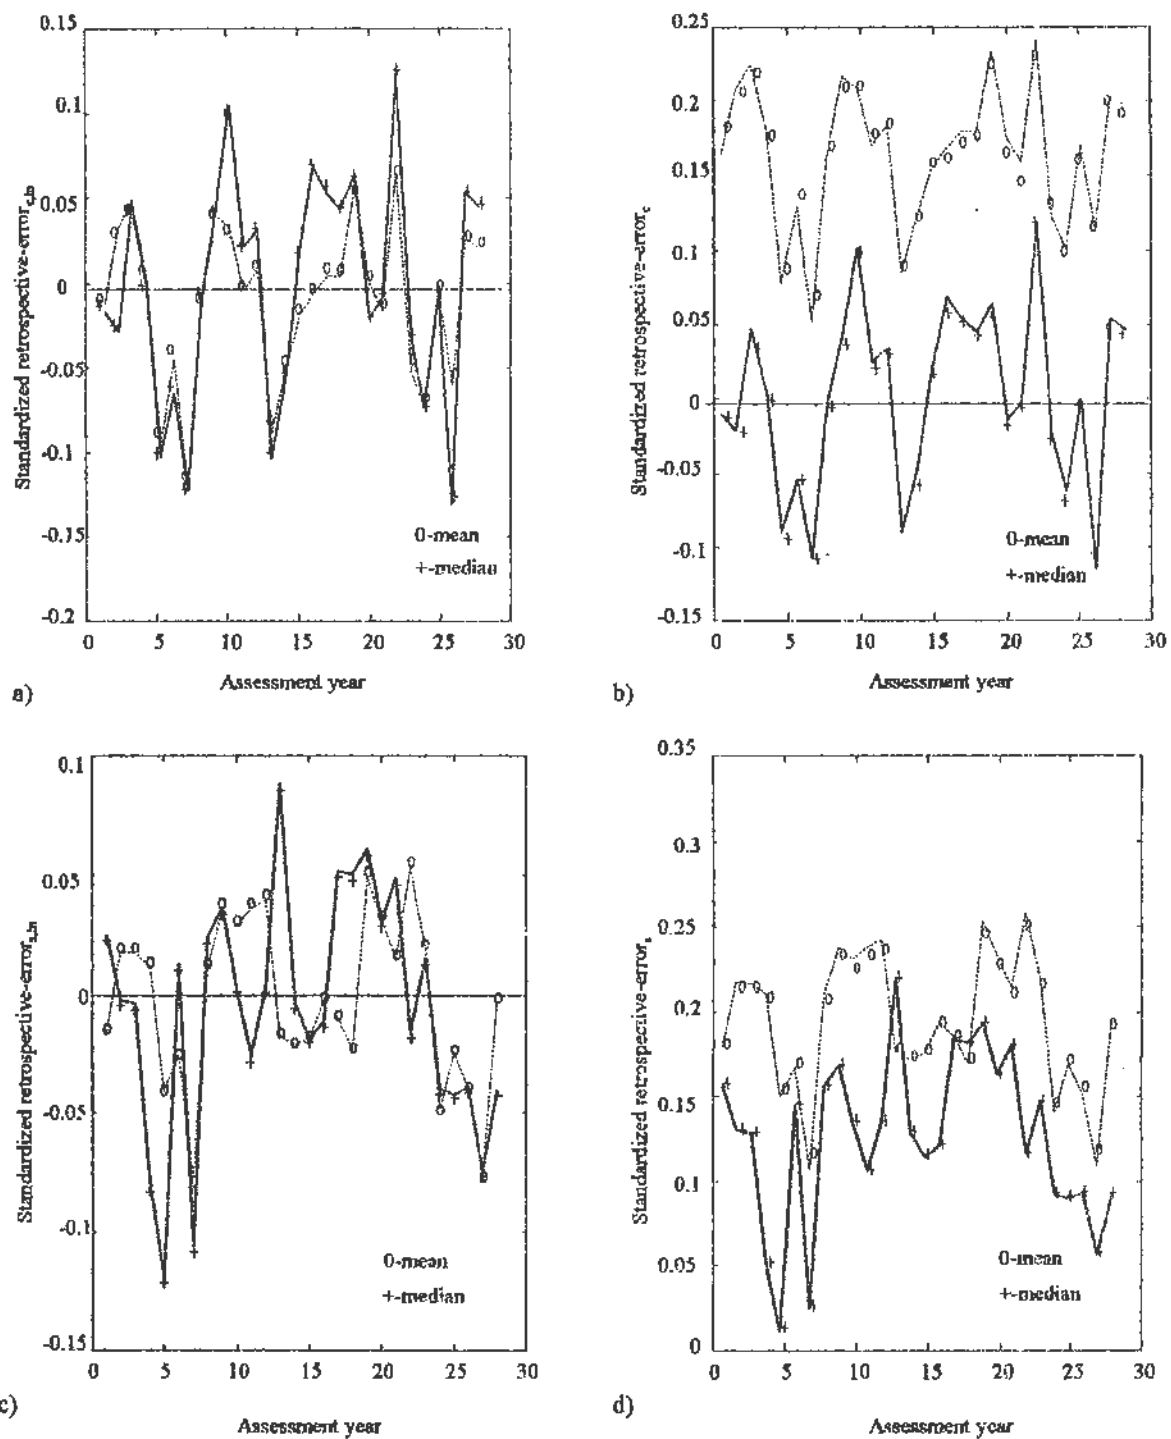 0.15
0.1
0.05
0
-0.05
-0.1
-0.15
-0.2
Standardized retrospective-error c,ln
0-mean
+-median
0 5 10 15 20 25 30
Assessment year
a)
0.25
0.2
0.15
0.1
0.05
0
-0.05
-0.1
-0.15
Standardized retrospective-error c
0-mean
+-median
0 5 10 15 20 25 30
Assessment year
b)
0.1
0.05
0
-0.05
-0.1
-0.15
Standardized retrospective-error s,ln
0-mean
+-median
0 5 10 15 20 25 30
Assessment year
c)
0.35
0.3
0.25
0.2
0.15
0.1
0.05
0
Standardized retrospective-error s
0-mean
+-median
0 5 10 15 20 25 30
Assessment year
d)